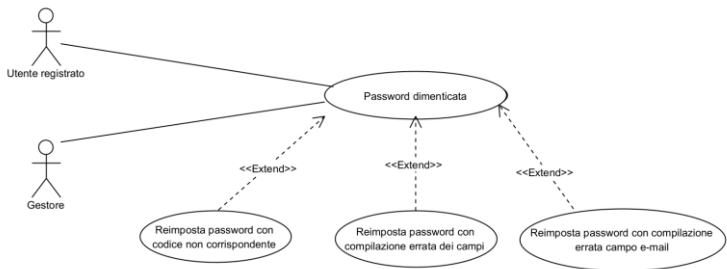 Utente registrato
Password dimenticata
Gestore
<<Extend>>
<<Extend>>
<<Extend>>
Reimposta password con
codice non corrispondente
Reimposta password con
compilazione errata dei campi
Reimposta password con compilazione
errata campo e-mail